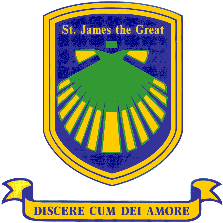 St. James the Great
DISCERE CUM DEI AMORE